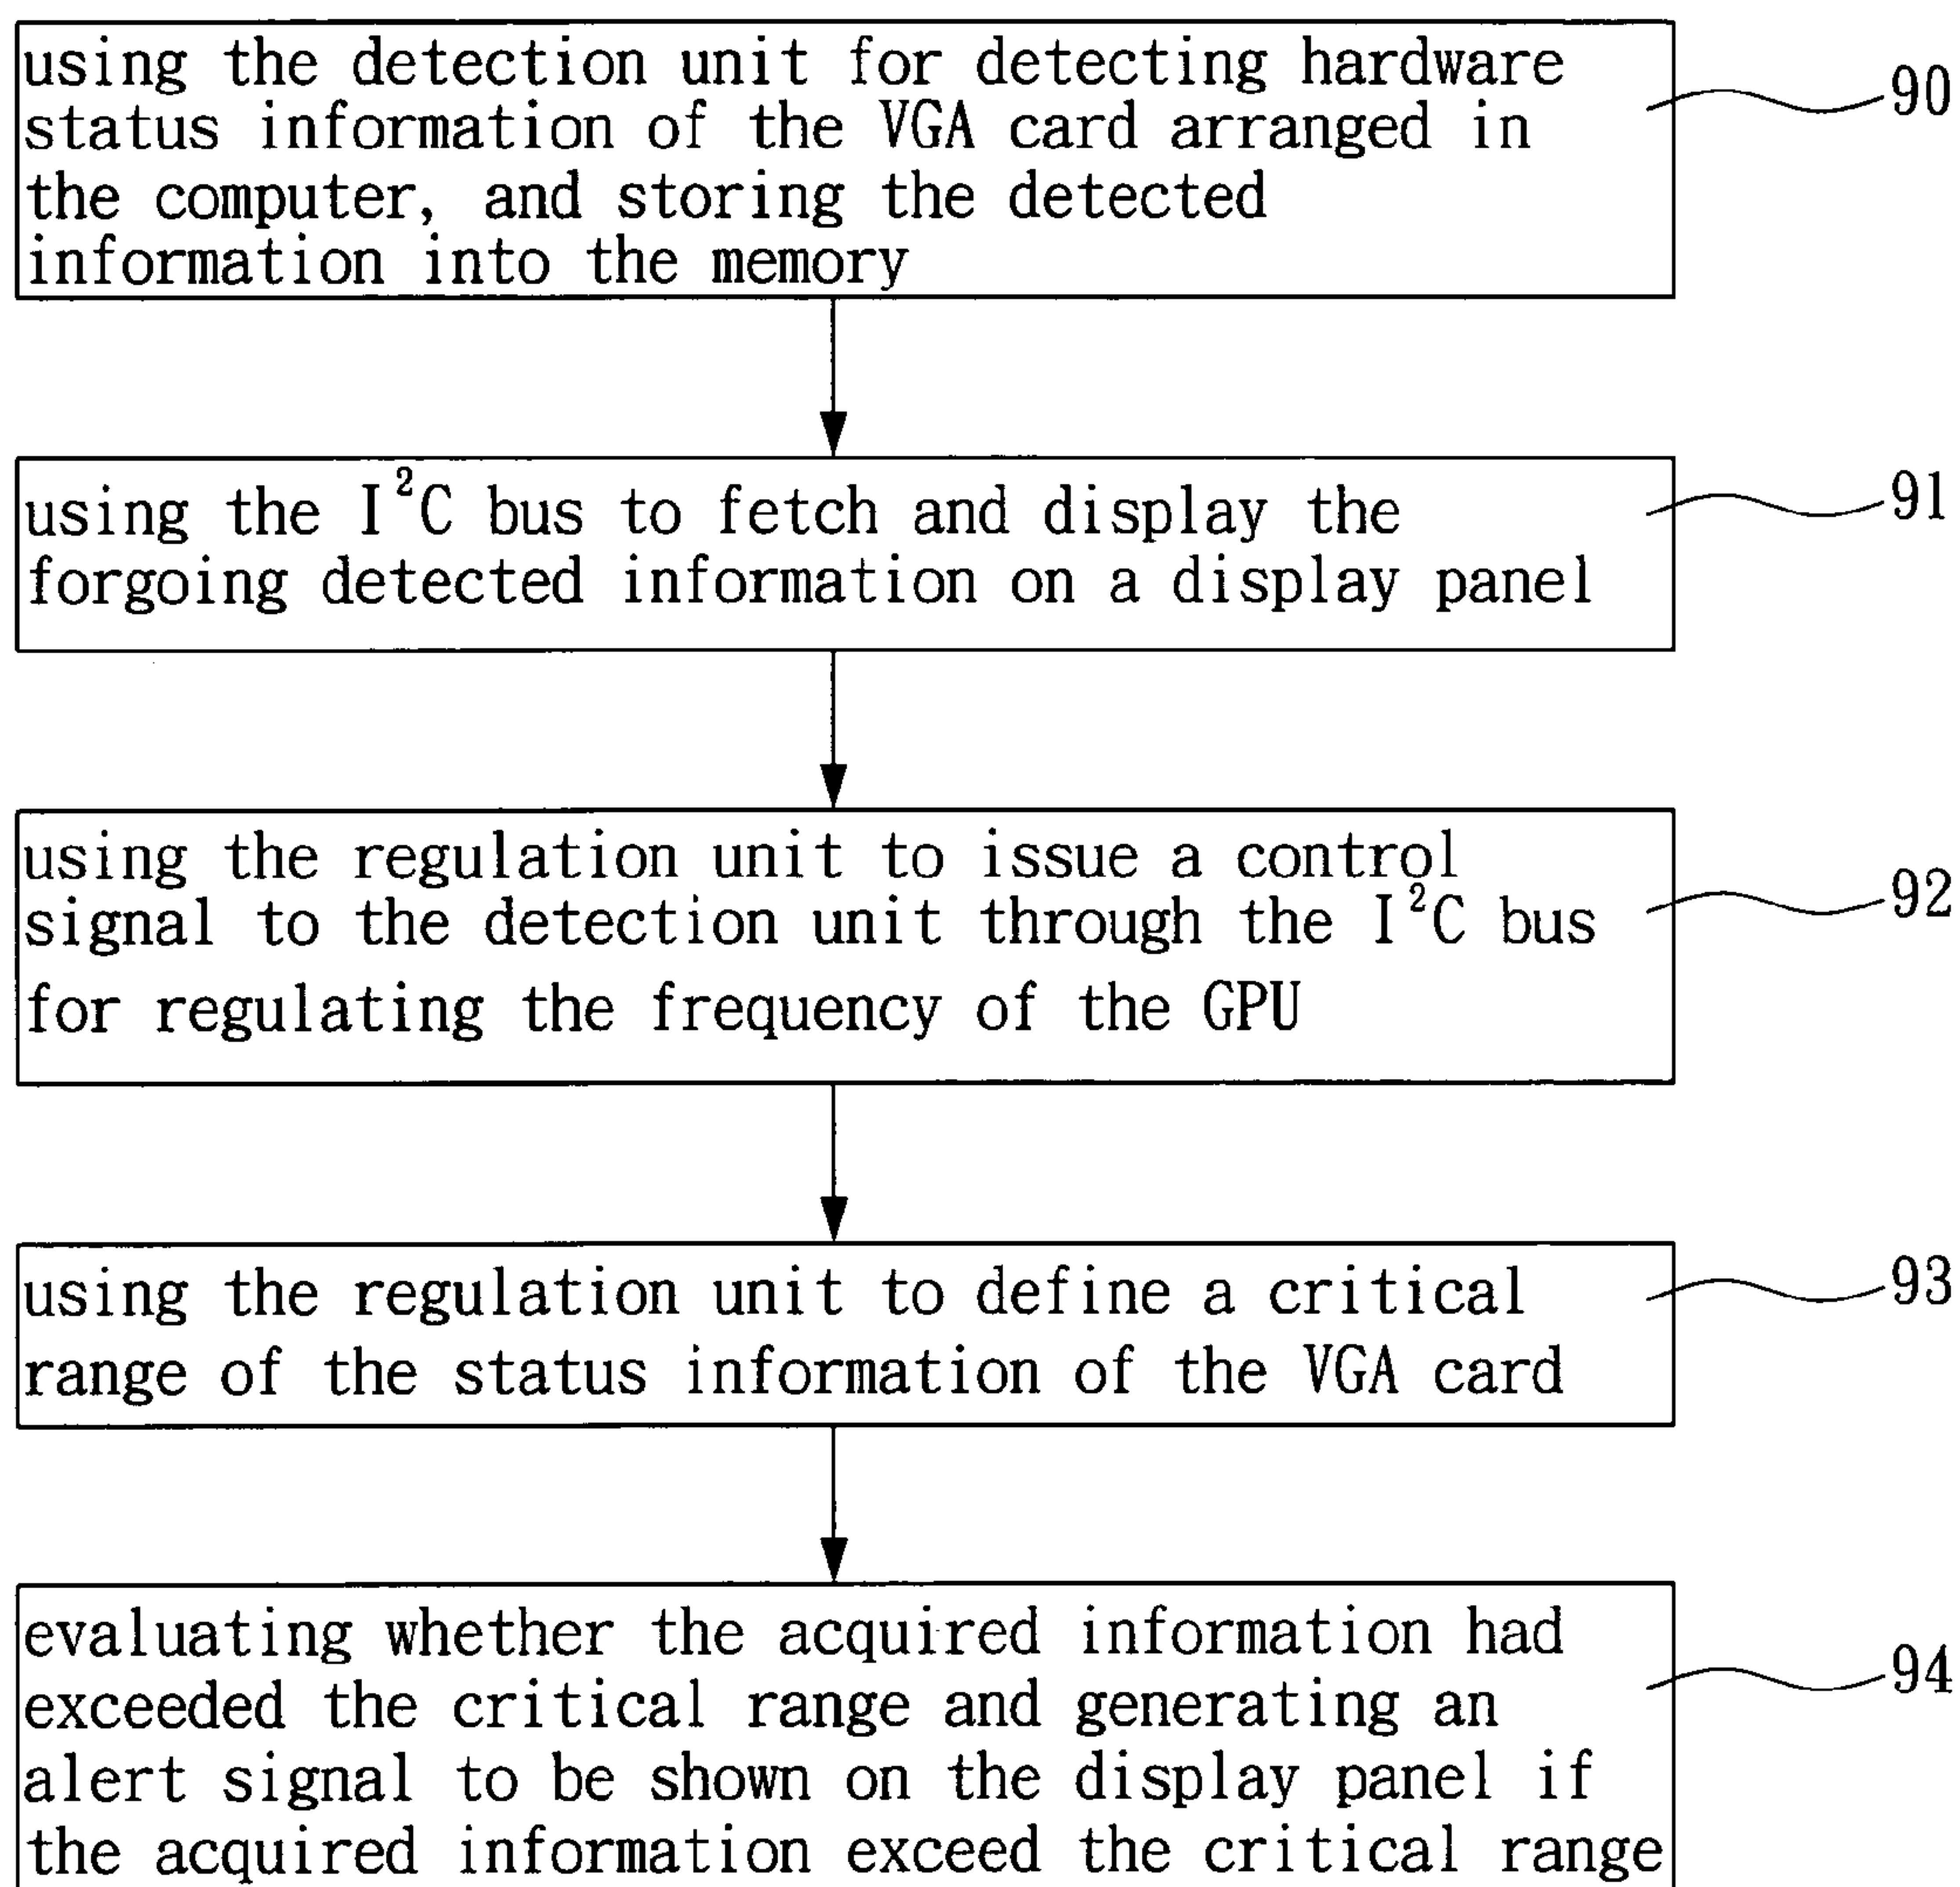 using the detection unit for detecting hardware
status information of the VGA card arranged in
the computer, and storing the detected
information into the memory
90
using the I²C bus to fetch and display the
forgoing detected information on a display panel
91
using the regulation unit to issue a control
signal to the detection unit through the I²C bus
for regulating the frequency of the GPU
92
using the regulation unit to define a critical
range of the status information of the VGA card
93
evaluating whether the acquired information had
exceeded the critical range and generating an
alert signal to be shown on the display panel if
the acquired information exceed the critical range
94